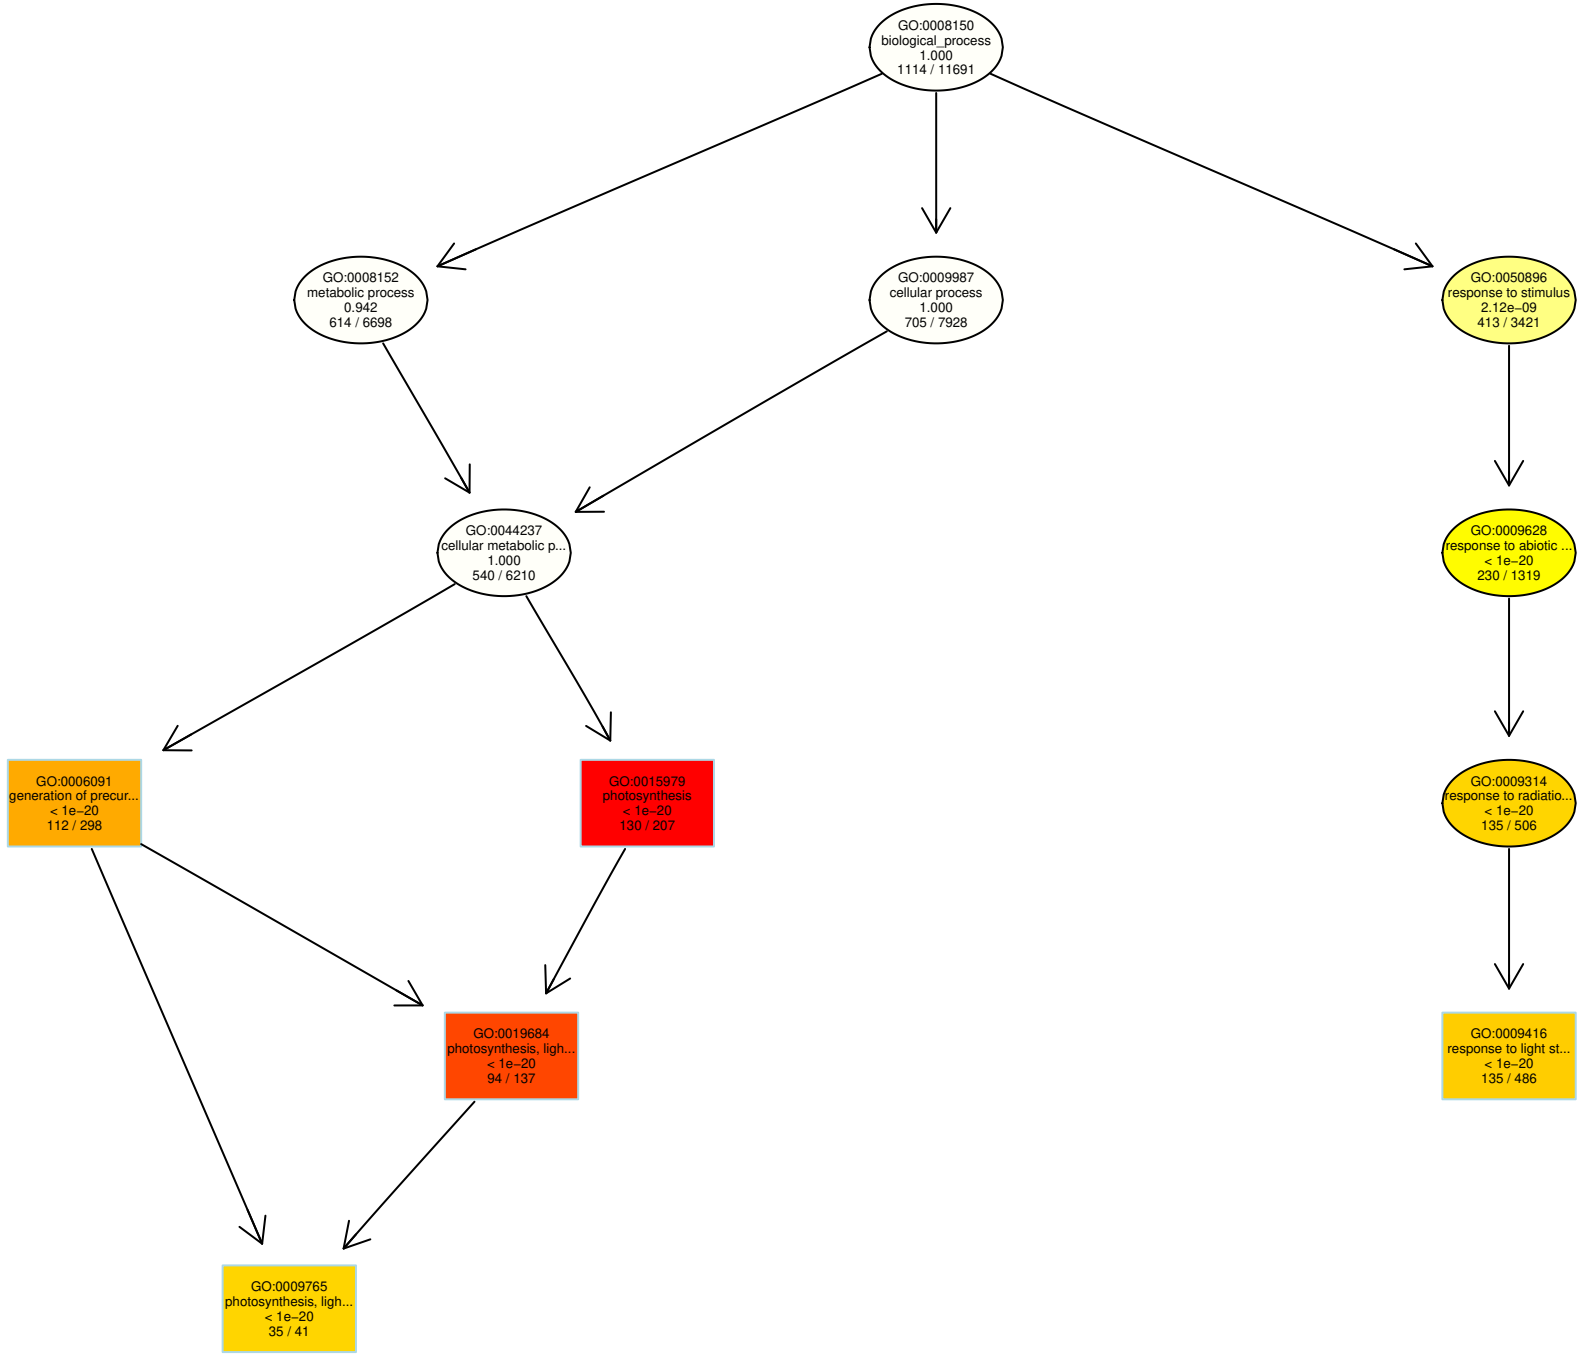 GO:0008150
biological_process
1.000
1114 / 11691
GO:0008152
metabolic process
0.942
614 / 6698
GO:0009987
cellular process
1.000
705 / 7928
GO:0050896
response to stimulus
2.12e−09
413 / 3421
GO:0044237
cellular metabolic p...
1.000
540 / 6210
GO:0009628
response to abiotic ...
< 1e−20
230 / 1319
GO:0006091
generation of precur...
< 1e−20
112 / 298
GO:0015979
photosynthesis
< 1e−20
130 / 207
GO:0009314
response to radiatio...
< 1e−20
135 / 506
GO:0019684
photosynthesis, ligh...
< 1e−20
94 / 137
GO:0009416
response to light st...
< 1e−20
135 / 486
GO:0009765
photosynthesis, ligh...
< 1e−20
35 / 41